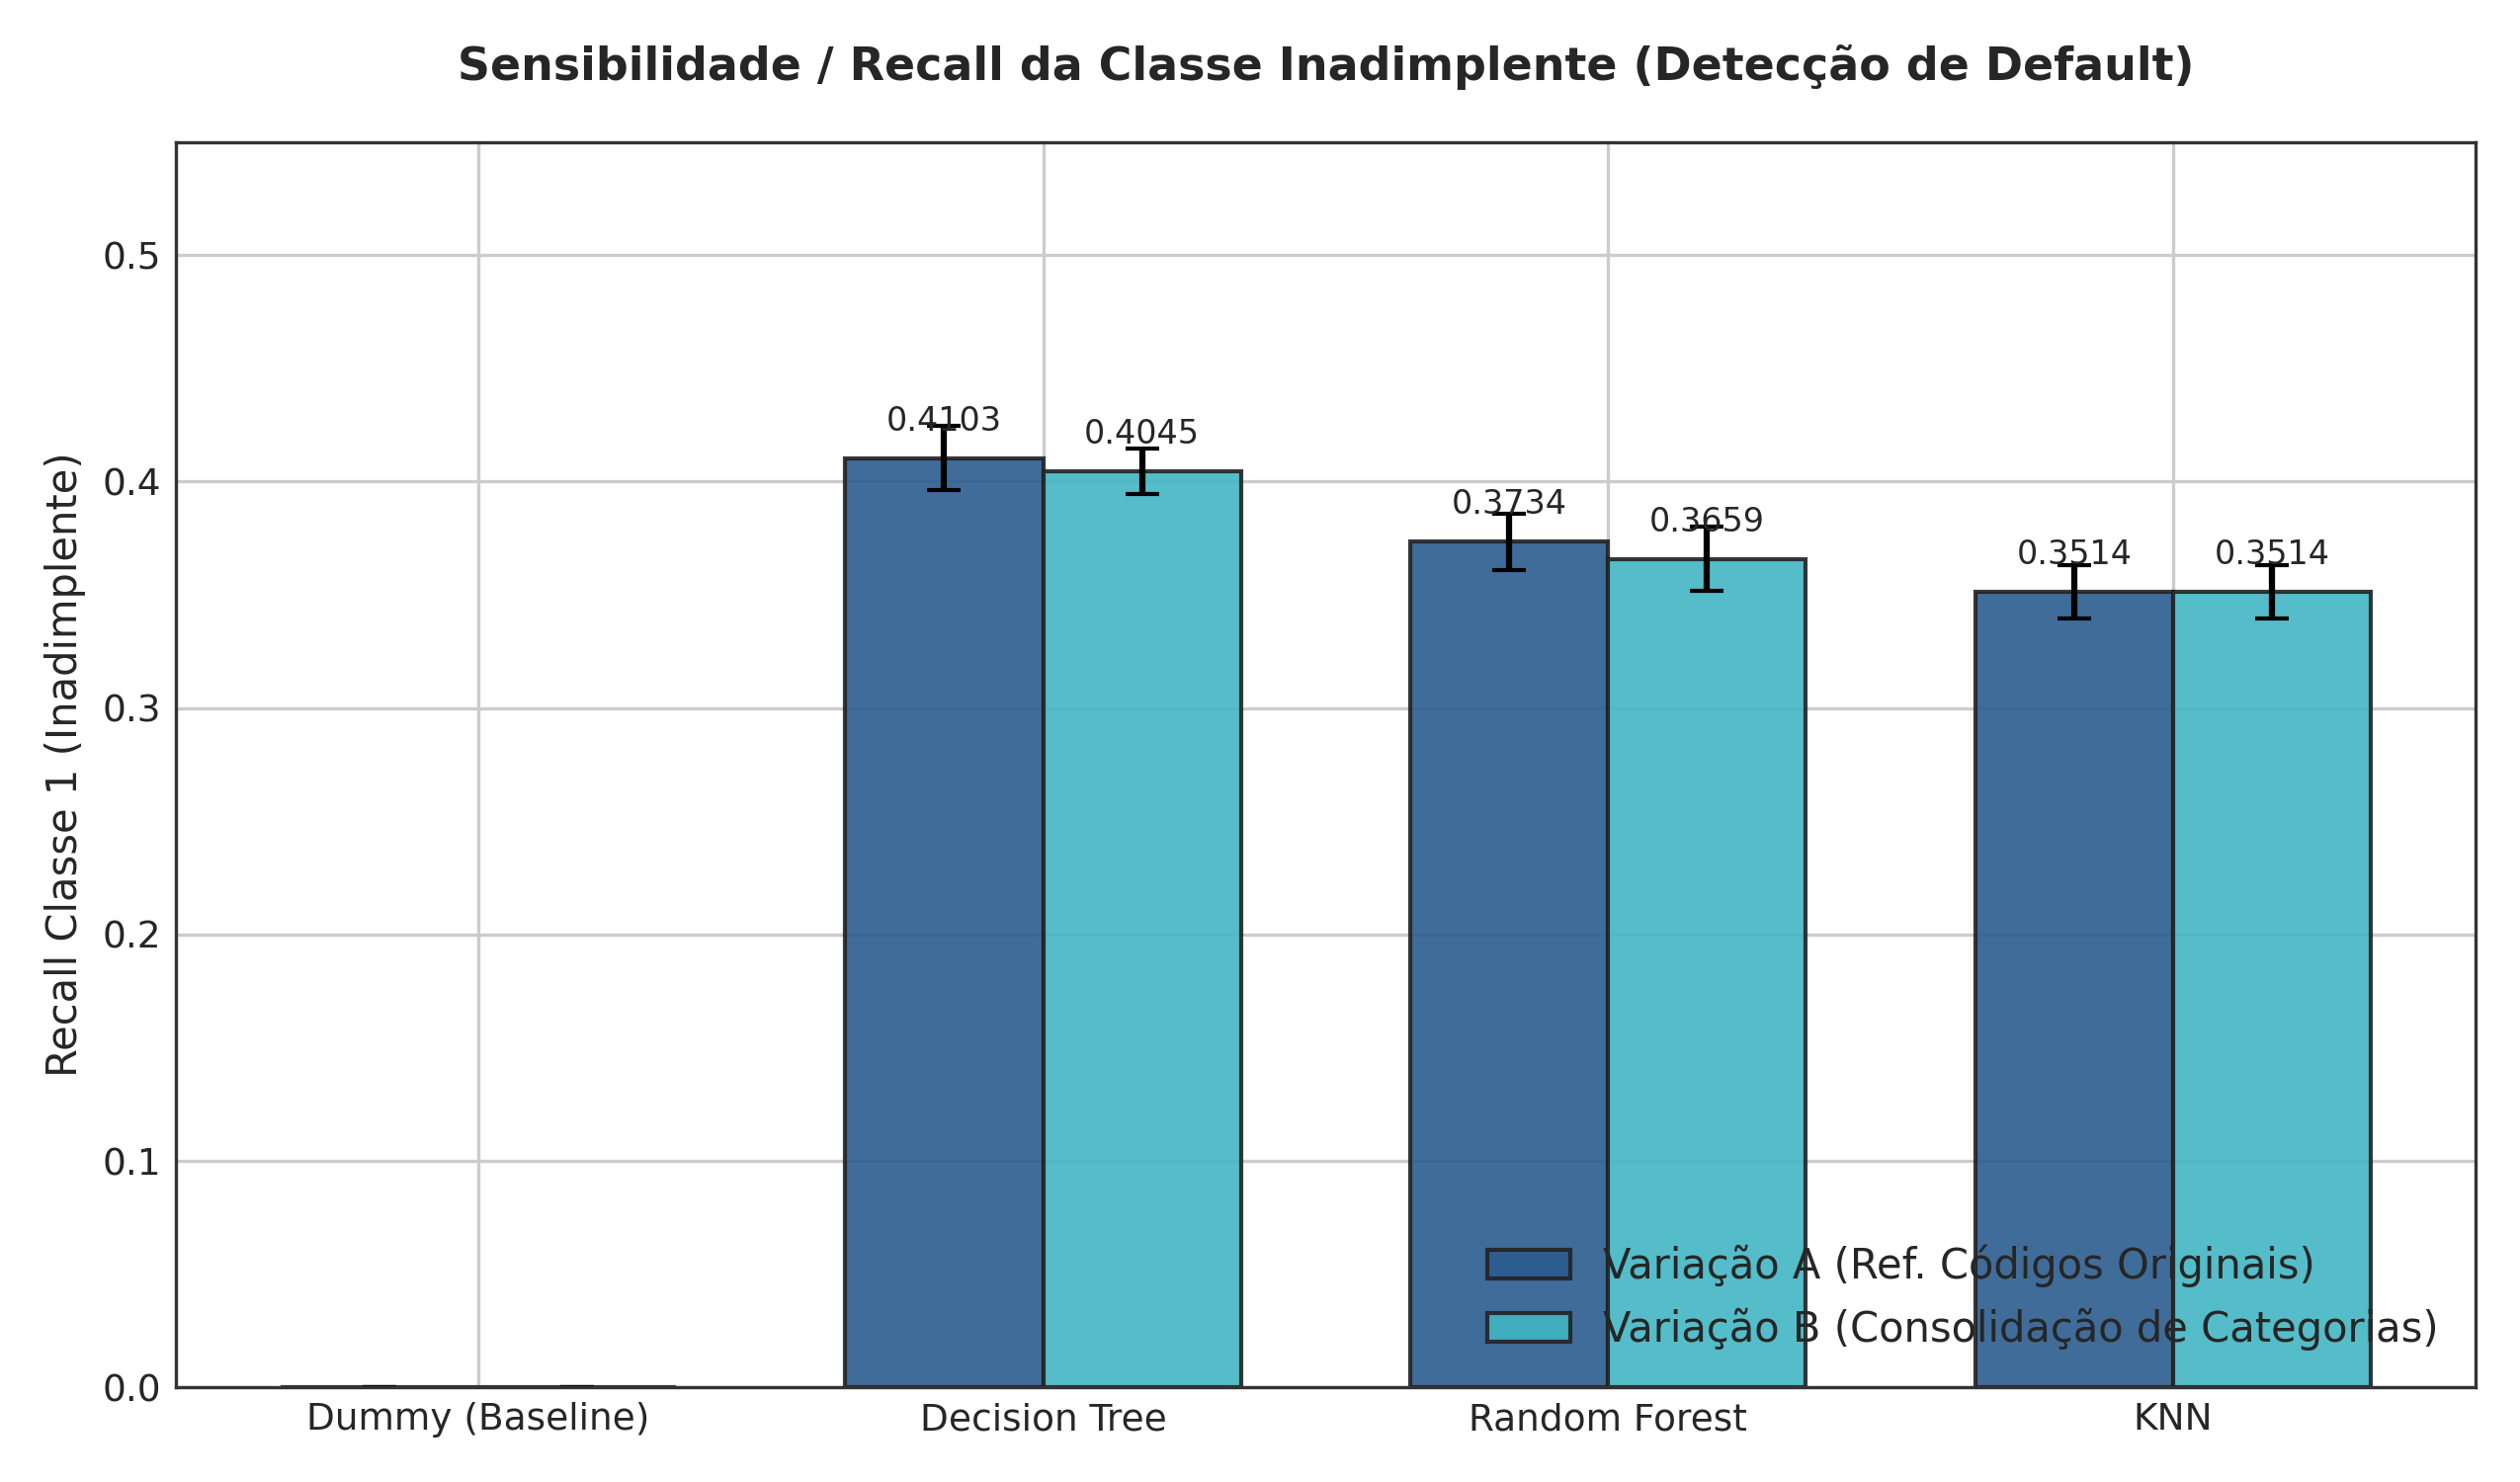 Sensibilidade / Recall da Classe Inadimplente (Detecção de Default)
Recall Classe 1 (Inadimplente)
0.5
0.4
0.3
0.2
0.1
0.0
0.4103
0.4045
0.3734
0.3659
0.3514
0.3514
Variação A (Ref. Códigos Originais)
Variação B (Consolidação de Categorias)
Dummy (Baseline)
Decision Tree
Random Forest
KNN